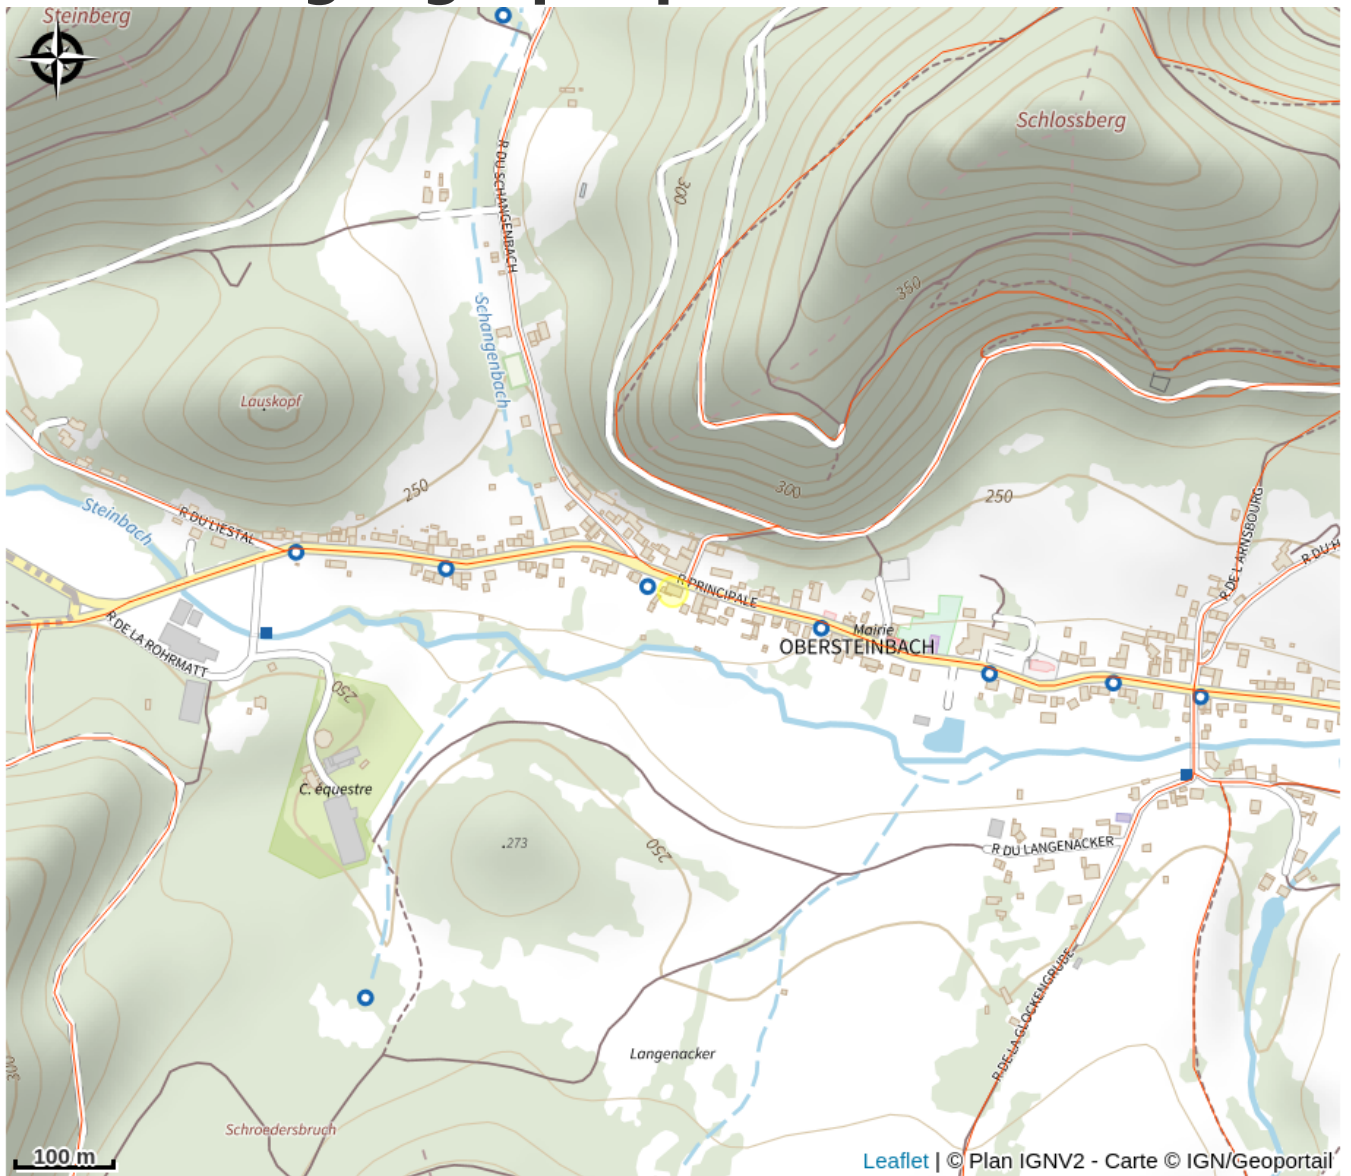 Steinberg
Schlossberg
R DU SCHANGENBACH
300
350
Schangenbach
Lauskopf
250
300
250
Steinbach
R DU LIESTAL
R DE L'ARNSBOURG
R DU H
R PRINCIPALE
R DE LA ROHRMATT
Mairie
OBERSTEINBACH
250
C. équestre
273
250
R DU LANGENACKER
R DE LA GLOCKENGRUBE
300
Langenacker
Schroedersbruch
100 m
Leaflet | © Plan IGNV2 - Carte © IGN/Geoportail